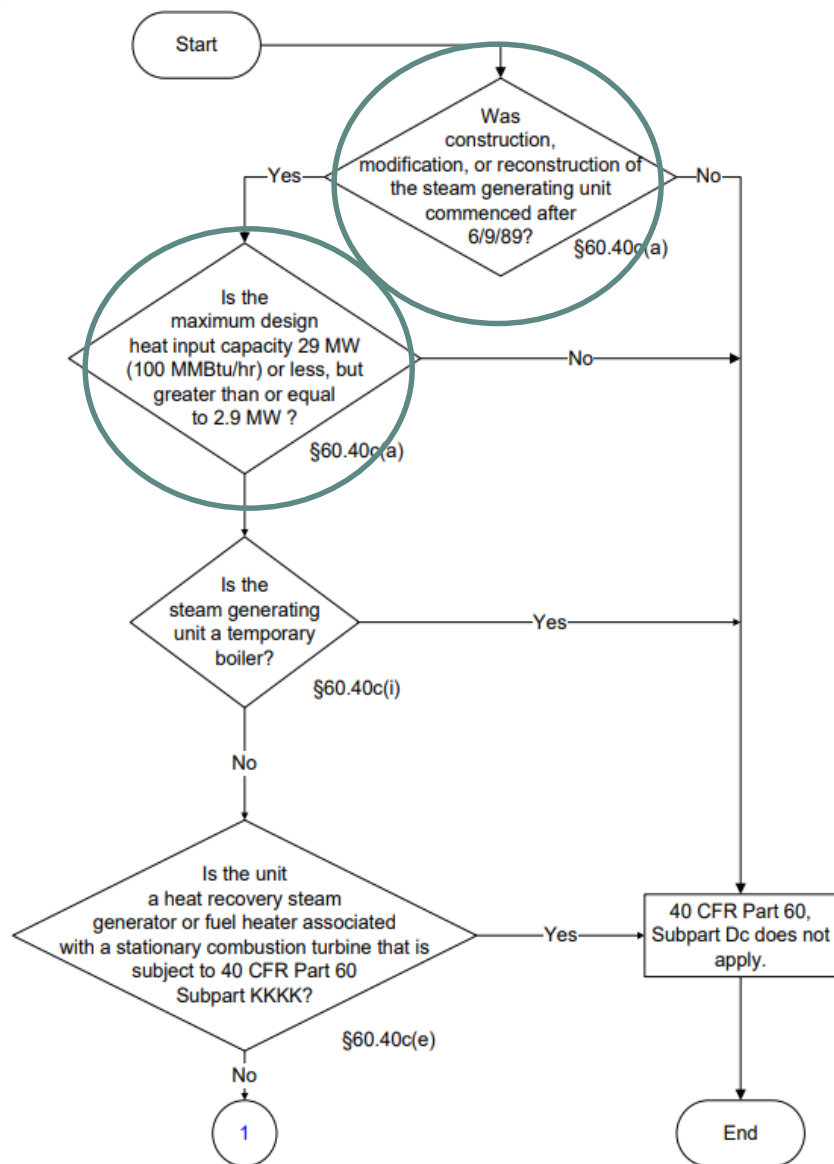 Start
Was
construction,
modification, or reconstruction of
the steam generating unit
commenced after
6/9/89?
Yes
No
§60.40c(a)
Is the
maximum design
heat input capacity 29 MW
(100 MMBtu/hr) or less, but
greater than or equal
to 2.9 MW ?
No
§60.40c(a)
Is the
steam generating
unit a temporary
boiler?
Yes
§60.40c(i)
No
Is the unit
a heat recovery steam
generator or fuel heater associated
with a stationary combustion turbine that is
subject to 40 CFR Part 60
Subpart KKKK?
Yes
40 CFR Part 60,
Subpart Dc does not
apply.
§60.40c(e)
No
1
End